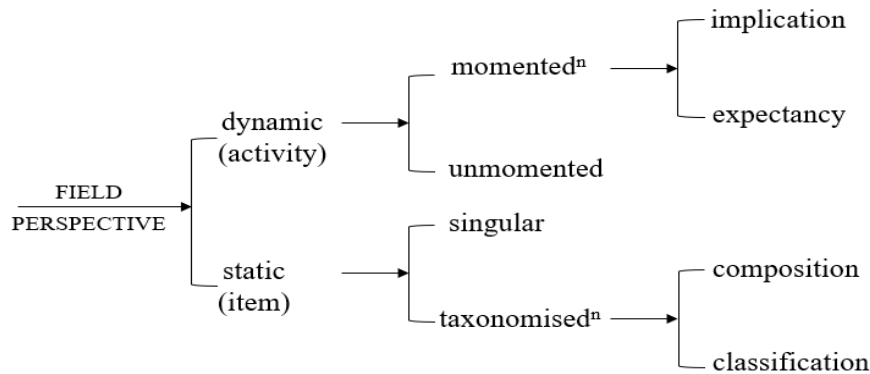 implication
momentedⁿ
expectancy
dynamic
(activity)
unmomented
FIELD
PERSPECTIVE
singular
static
(item)
composition
taxonomisedⁿ
classification